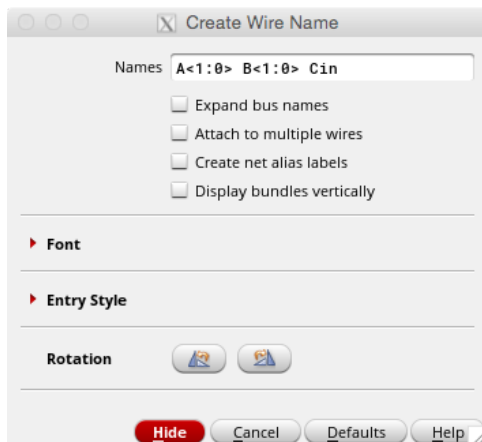 Create Wire Name
Names A<1:0> B<1:0> Cin
Expand bus names
Attach to multiple wires
Create net alias labels
Display bundles vertically
Font
Entry Style
Rotation
Hide Cancel Defaults Help